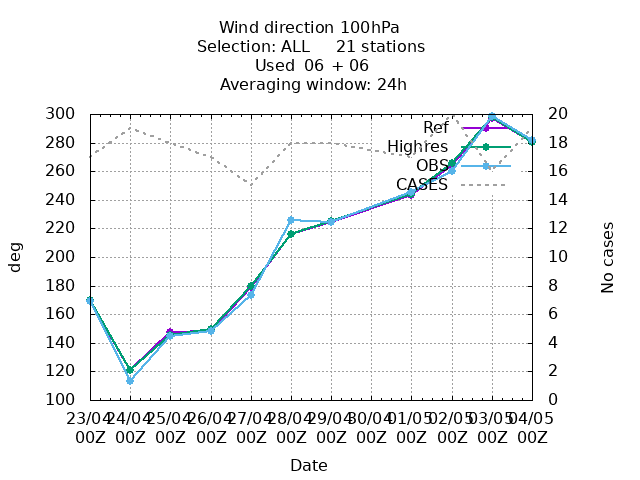 Wind direction 100hPa
Selection: ALL 21 stations
Used 06 + 06
Averaging window: 24h
300 20
280 18
260 16
240 14
220 12
200 10
180 8
160 6
140 4
120 2
100 0
deg
No cases
Ref
Highres
OBS
CASES
23/04 24/04 25/04 26/04 27/04 28/04 29/04 30/04 01/05 02/05 03/05 04/05
00Z 00Z 00Z 00Z 00Z 00Z 00Z 00Z 00Z 00Z 00Z 00Z
Date